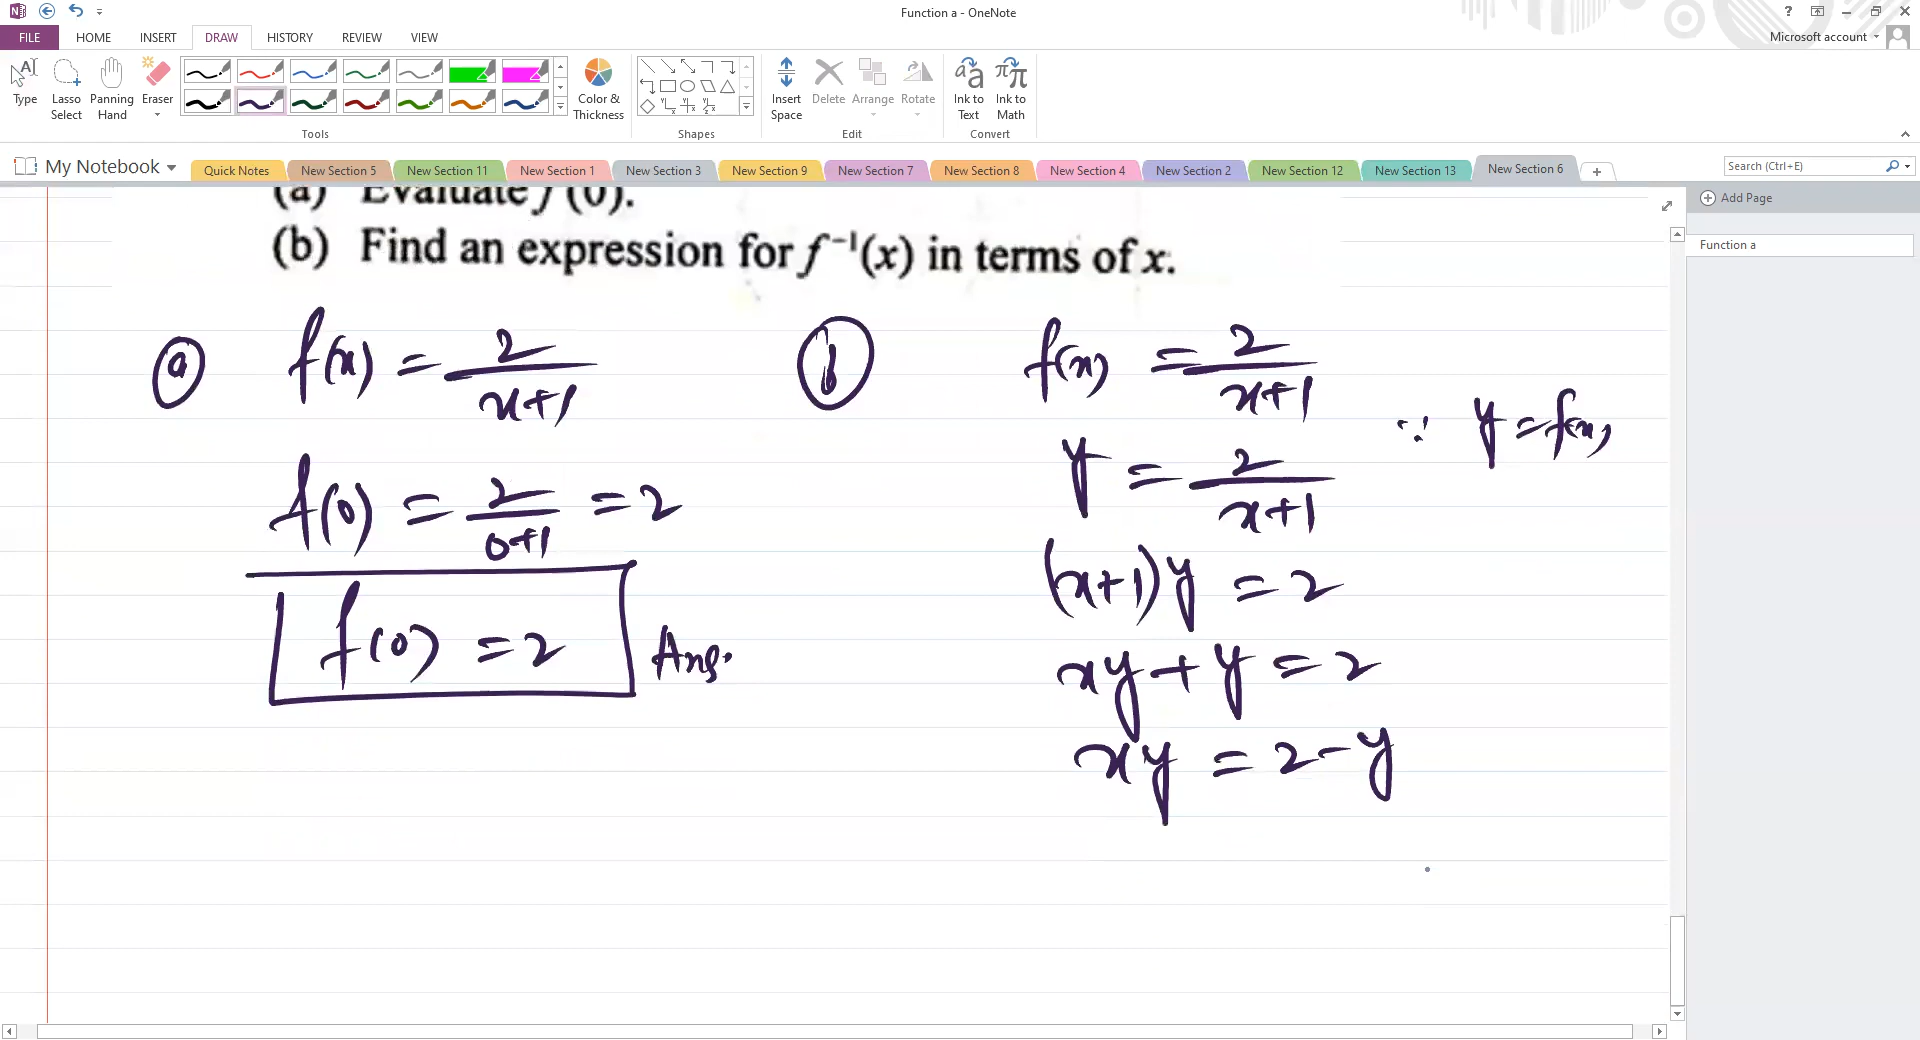 Function a - OneNote
FILE HOME INSERT DRAW HISTORY REVIEW VIEW
Microsoft account
Type
Lasso Select
Panning Hand
Eraser
Color & Thickness
Insert Space
Delete
Arrange
Rotate
Ink to Text
Ink to Math
Tools Shapes Edit Convert
My Notebook Quick Notes New Section 5 New Section 11 New Section 1 New Section 3 New Section 9 New Section 7 New Section 8 New Section 4 New Section 2 New Section 12 New Section 13 New Section 6 +
Search (Ctrl+E)
Add Page
Function a
(a) Evaluate f (0).
(b) Find an expression for f⁻¹(x) in terms of x.
(a) f(x) = 2/(x+1)
f(0) = 2/(0+1) = 2
f(0) = 2 Ans.
(b) f(x) = 2/(x+1)
∵ y = f(x)
y = 2/(x+1)
(x+1)y = 2
xy + y = 2
xy = 2 - y